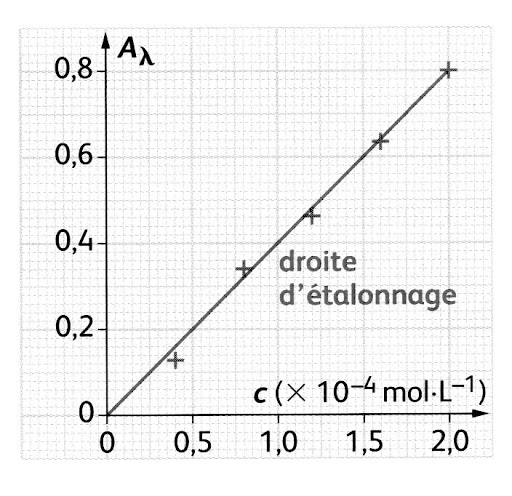 A_λ
0,8
0,6
0,4
0,2
0
droite
d'étalonnage
c (× 10⁻⁴ mol·L⁻¹)
0 0,5 1,0 1,5 2,0